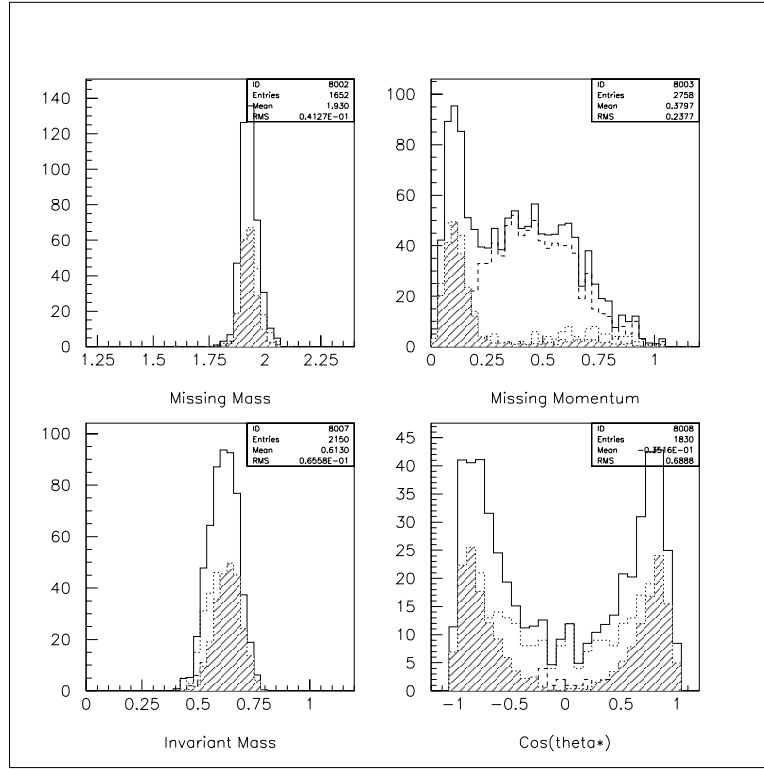 ID 8002
Entries 1652
Mean 1.930
RMS 0.4127E-01
140
120
100
80
60
40
20
0
1.25 1.5 1.75 2 2.25
Missing Mass
ID 8003
Entries 2758
Mean 0.3797
RMS 0.2377
100
80
60
40
20
0
0 0.25 0.5 0.75 1
Missing Momentum
ID 8007
Entries 2150
Mean 0.6130
RMS 0.6558E-01
100
80
60
40
20
0
0 0.25 0.5 0.75 1
Invariant Mass
ID 8008
Entries 1830
Mean -0.3516E-01
RMS 0.6888
45
40
35
30
25
20
15
10
5
0
-1 -0.5 0 0.5 1
Cos(theta*)